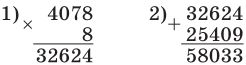 1) × 4078    2) + 32624
8    25409
32624    58033